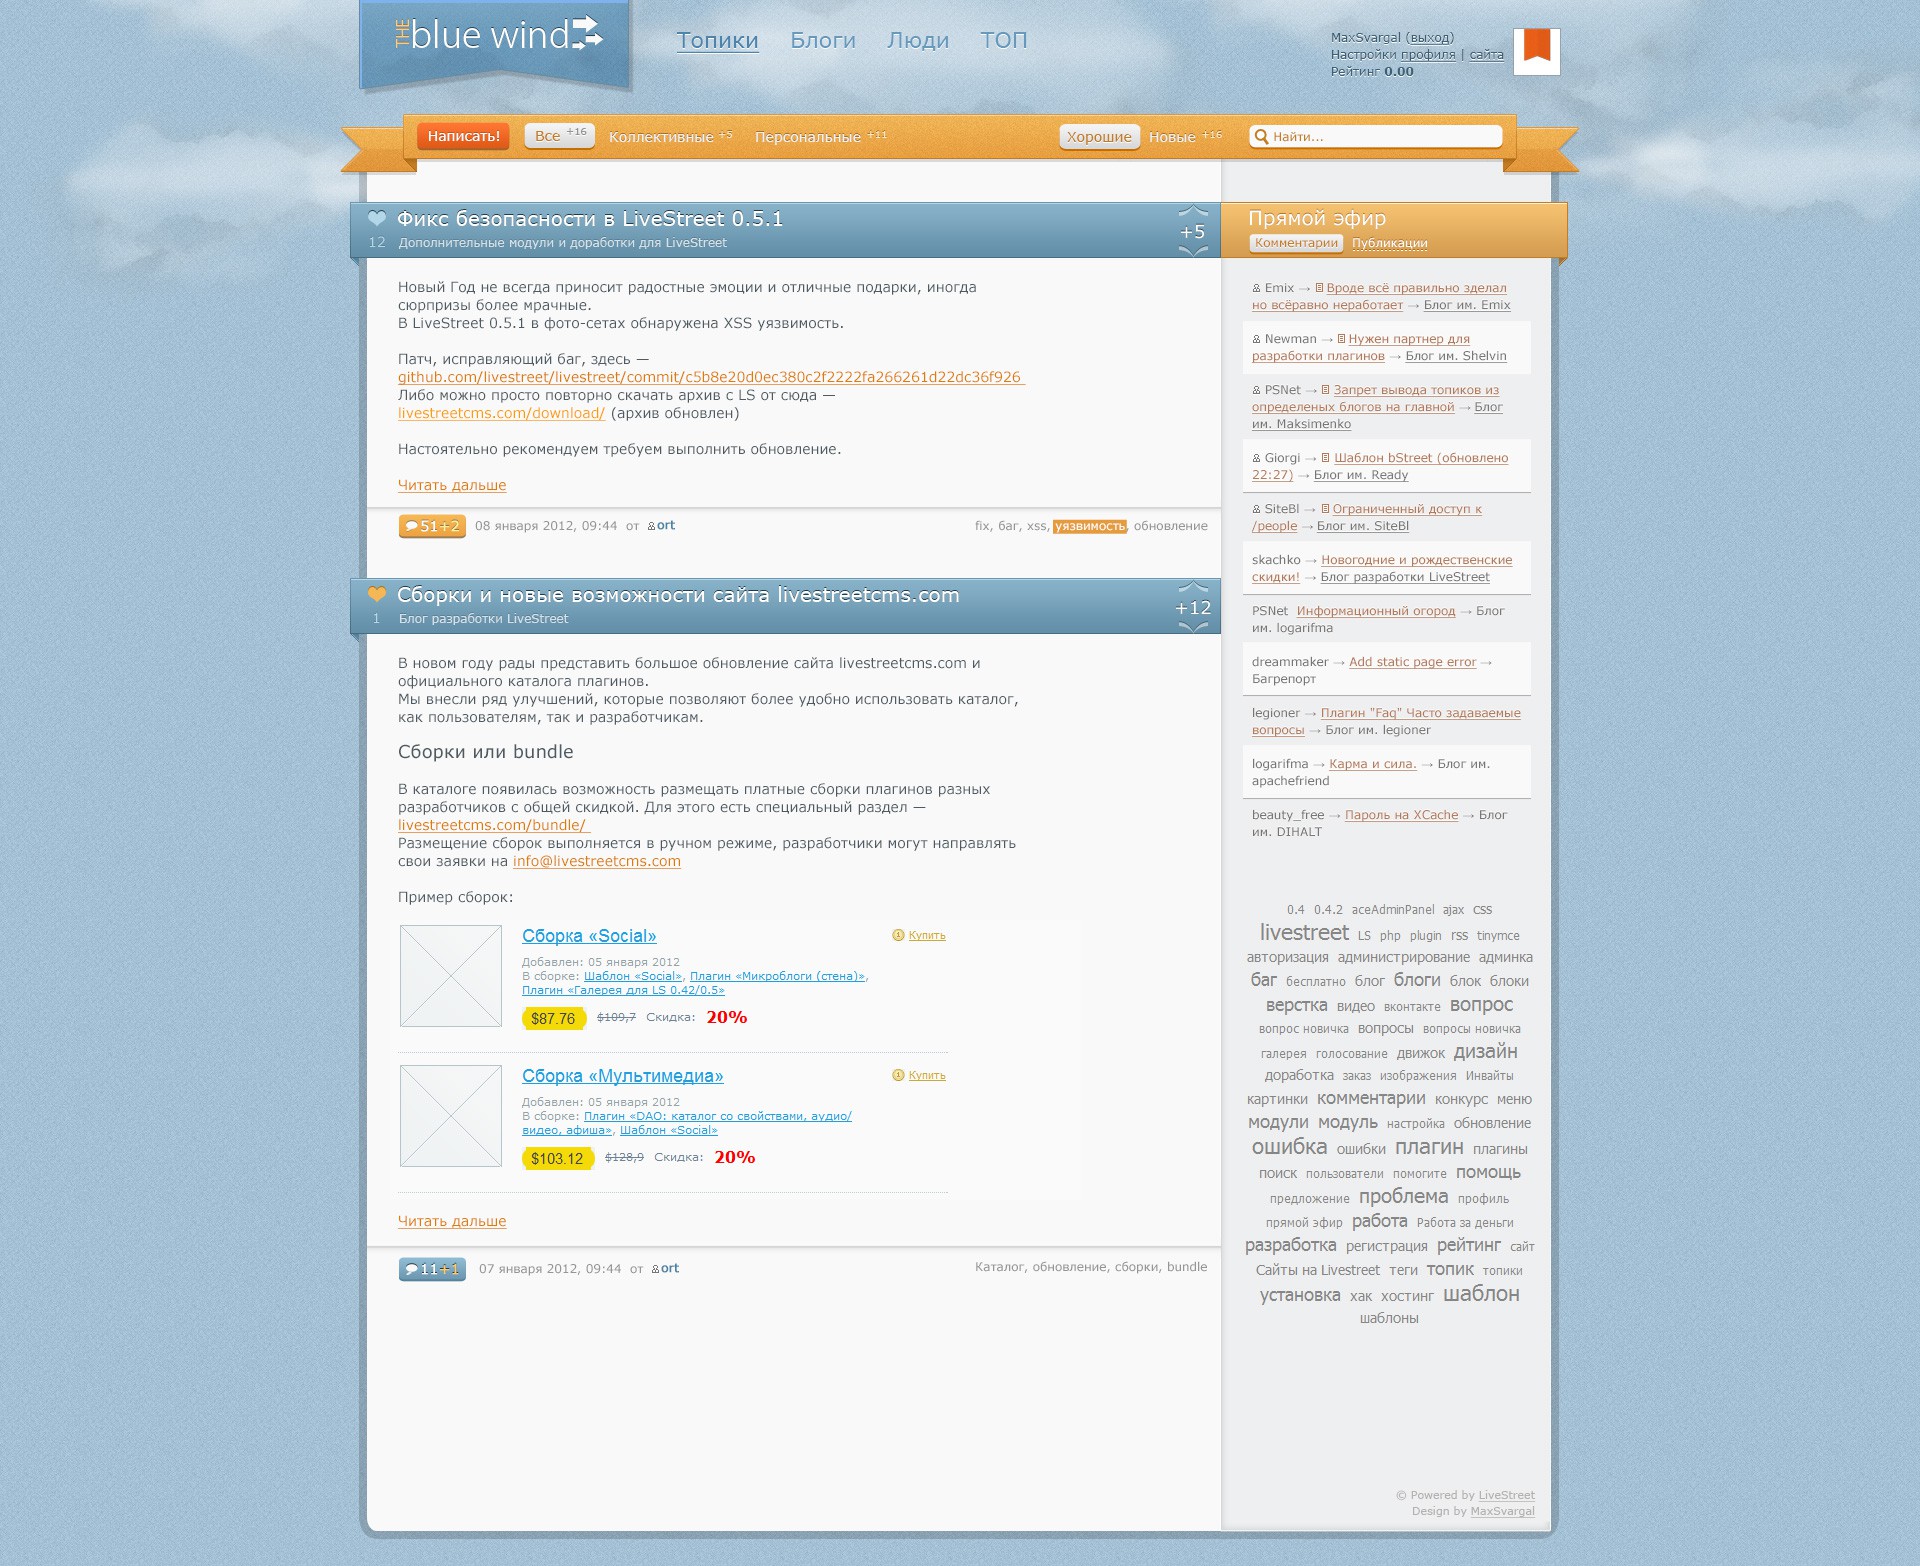 THE blue wind
Топики Блоги Люди ТОП
MaxSvargal (выход)
Настройки профиля | сайта
Рейтинг 0.00
Написать! Все +16 Коллективные +5 Персональные +11 Хорошие Новые +16 Найти...
Фикс безопасности в LiveStreet 0.5.1
12 Дополнительные модули и доработки для LiveStreet
+5
Новый Год не всегда приносит радостные эмоции и отличные подарки, иногда
сюрпризы более мрачные.
В LiveStreet 0.5.1 в фото-сетах обнаружена XSS уязвимость.
Патч, исправляющий баг, здесь —
github.com/livestreet/livestreet/commit/c5b8e20d0ec380c2f2222fa266261d22dc36f926
Либо можно просто повторно скачать архив с LS от сюда —
livestreetcms.com/download/ (архив обновлен)
Настоятельно рекомендуем требуем выполнить обновление.
Читать дальше
51+2 08 января 2012, 09:44 от ort
fix, баг, xss, уязвимость, обновление
Сборки и новые возможности сайта livestreetcms.com
1 Блог разработки LiveStreet
+12
В новом году рады представить большое обновление сайта livestreetcms.com и
официального каталога плагинов.
Мы внесли ряд улучшений, которые позволяют более удобно использовать каталог,
как пользователям, так и разработчикам.
Сборки или bundle
В каталоге появилась возможность размещать платные сборки плагинов разных
разработчиков с общей скидкой. Для этого есть специальный раздел —
livestreetcms.com/bundle/
Размещение сборок выполняется в ручном режиме, разработчики могут направлять
свои заявки на info@livestreetcms.com
Пример сборок:
Сборка «Social» Купить
Добавлен: 05 января 2012
В сборке: Шаблон «Social», Плагин «Микроблоги (стена)»,
Плагин «Галерея для LS 0.42/0.5»
$87.76 $109,7 Скидка: 20%
Сборка «Мультимедиа» Купить
Добавлен: 05 января 2012
В сборке: Плагин «DAO: каталог со свойствами, аудио/
видео, афиша», Шаблон «Social»
$103.12 $128,9 Скидка: 20%
Читать дальше
11+1 07 января 2012, 09:44 от ort
Каталог, обновление, сборки, bundle
Прямой эфир
Комментарии Публикации
Emix → Вроде всё правильно зделал
но всёравно неработает → Блог им. Emix
Newman → Нужен партнер для
разработки плагинов → Блог им. Shelvin
PSNet → Запрет вывода топиков из
определеных блогов на главной → Блог
им. Maksimenko
Giorgi → Шаблон bStreet (обновлено
22:27) → Блог им. Ready
SiteBl → Ограниченный доступ к
/people → Блог им. SiteBl
skachko → Новогодние и рождественские
скидки! → Блог разработки LiveStreet
PSNet Информационный огород → Блог
им. logarifma
dreammaker → Add static page error →
Багрепорт
legioner → Плагин "Faq" Часто задаваемые
вопросы → Блог им. legioner
logarifma → Карма и сила. → Блог им.
apachefriend
beauty_free → Пароль на XCache → Блог
им. DIHALT
0.4 0.4.2 aceAdminPanel ajax css
livestreet LS php plugin rss tinymce
авторизация администрирование админка
баг бесплатно блог блоги блок блоки
верстка видео вконтакте вопрос
вопрос новичка вопросы вопросы новичка
галерея голосование движок дизайн
доработка заказ изображения Инвайты
картинки комментарии конкурс меню
модули модуль настройка обновление
ошибка ошибки плагин плагины
поиск пользователи помогите помощь
предложение проблема профиль
прямой эфир работа Работа за деньги
разработка регистрация рейтинг сайт
Сайты на Livestreet теги топик топики
установка хак хостинг шаблон
шаблоны
© Powered by LiveStreet
Design by MaxSvargal